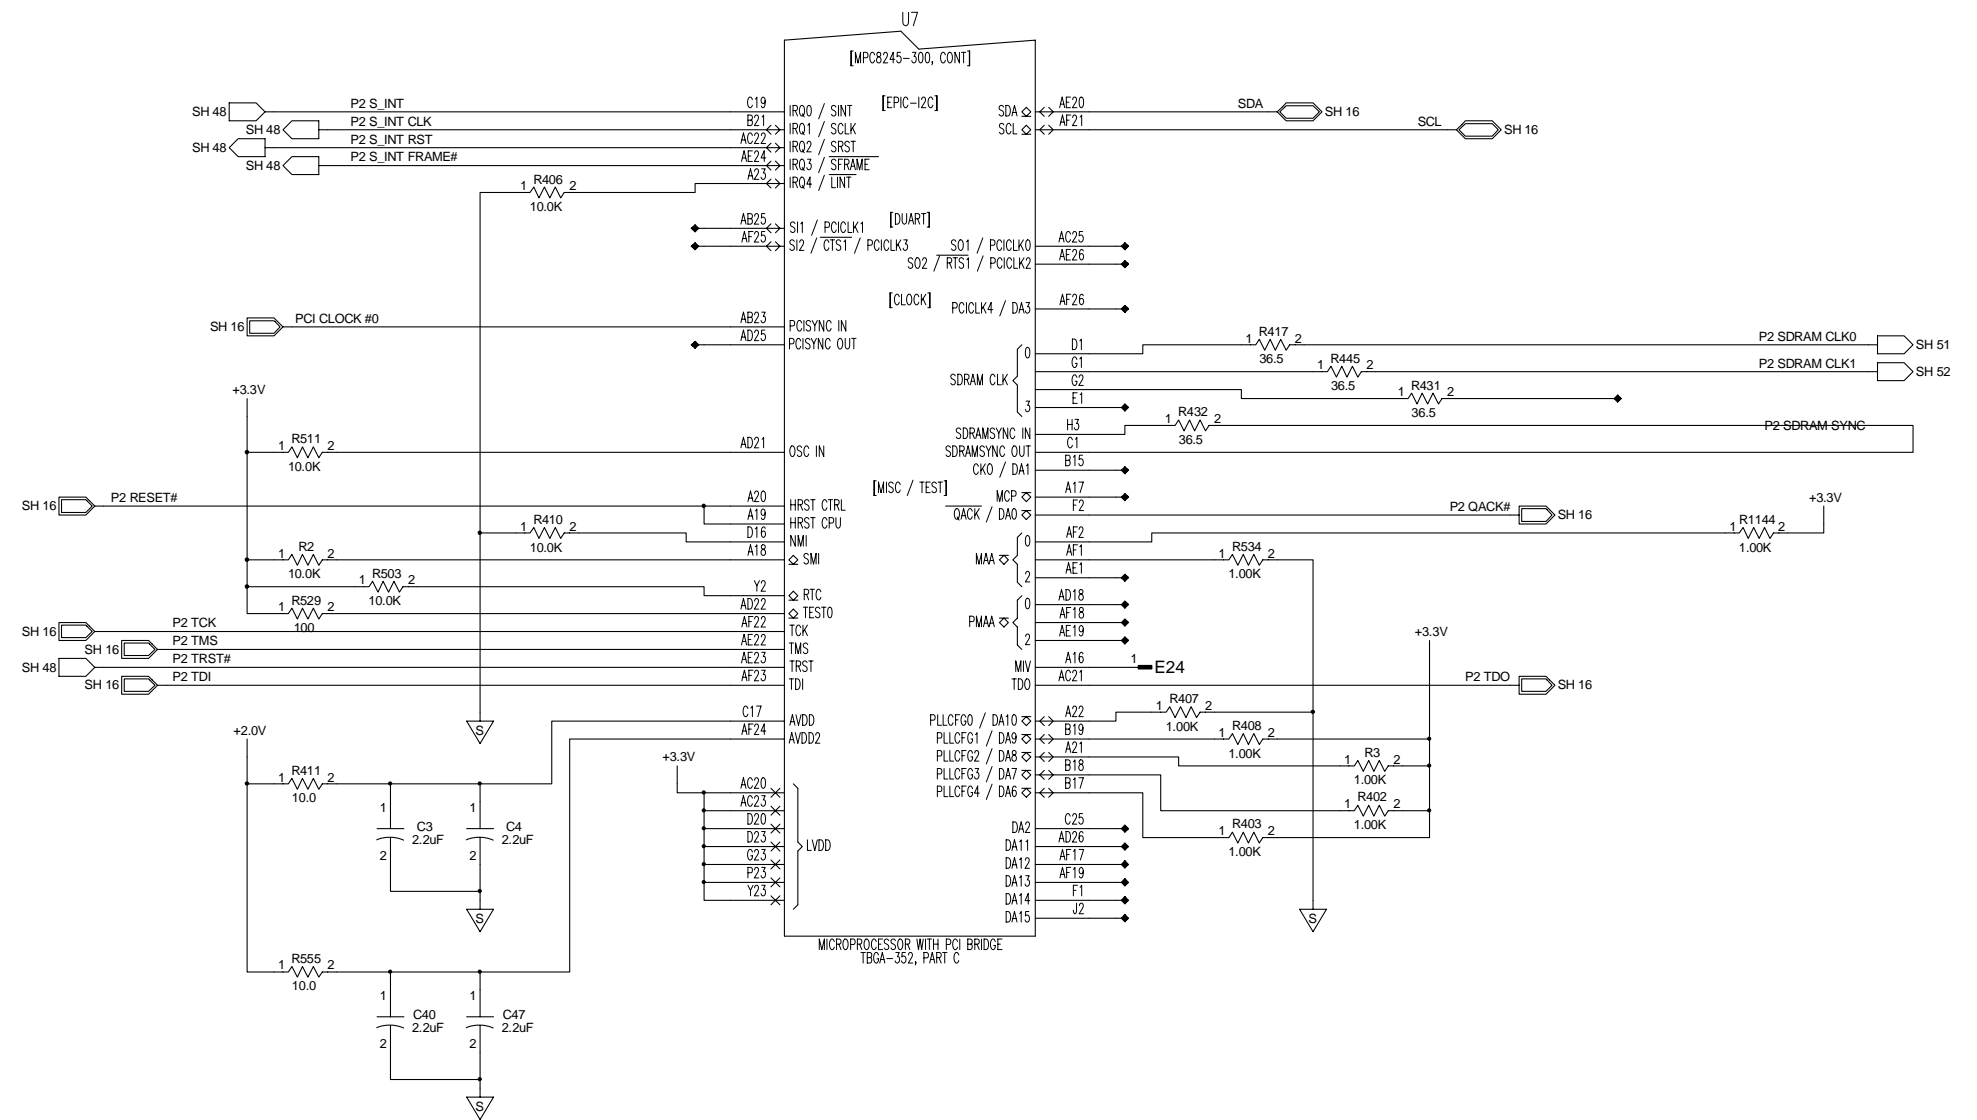 U7
[MPC8245-300, CONT]
[EPIC-I2C]
SH 48 P2 S_INT C19 IRQ0 / SINT
SH 48 P2 S_INT CLK B21 IRQ1 / SCLK
SH 48 P2 S_INT RST AC22 IRQ2 / SRST
SH 48 P2 S_INT FRAME# AE24 IRQ3 / SFRAME
1 R406 2 A23 IRQ4 / LINT
10.0K
SDA AE20 SDA SH 16
SCL AF21 SCL SH 16
[DUART]
AB25 SI1 / PCICLK1
AF25 SI2 / CTS1 / PCICLK3
SO1 / PCICLK0 AC25
SO2 / RTS1 / PCICLK2 AE26
[CLOCK]
PCICLK4 / DA3 AF26
SH 16 PCI CLOCK #0 AB23 PCISYNC IN
AD25 PCISYNC OUT
SDRAM CLK
0 D1 1 R417 2 P2 SDRAM CLK0 SH 51
36.5
G1 1 R445 2 P2 SDRAM CLK1 SH 52
36.5
G2 1 R431 2
36.5
3 E1
SDRAMSYNC IN H3 1 R432 2 P2 SDRAM SYNC
36.5
SDRAMSYNC OUT C1
CKO / DA1 B15
+3.3V
1 R511 2 AD21 OSC IN
10.0K
[MISC / TEST]
MCP A17
QACK / DA0 F2 P2 QACK# SH 16
SH 16 P2 RESET# A20 HRST CTRL
A19 HRST CPU
1 R410 2 D16 NMI
10.0K
1 R2 2 A18 SMI
10.0K
1 R503 2 Y2 RTC
10.0K
1 R529 2 AD22 TEST0
100
SH 16 P2 TCK AF22 TCK
SH 16 P2 TMS AE22 TMS
SH 48 P2 TRST# AE23 TRST
SH 16 P2 TDI AF23 TDI
+3.3V
MAA
0 AF2 1 R1144 2
1.00K
AF1 1 R534 2
1.00K
2 AE1
PMAA
0 AD18
AF18
2 AE19
MIV A16 1 E24
TDO AC21 P2 TDO SH 16
+3.3V
C17 AVDD
AF24 AVDD2
S
PLLCFG0 / DA10 A22 1 R407 2
1.00K
PLLCFG1 / DA9 B19 1 R408 2
1.00K
PLLCFG2 / DA8 A21 1 R3 2
1.00K
PLLCFG3 / DA7 B18 1 R402 2
1.00K
PLLCFG4 / DA6 B17 1 R403 2
1.00K
+2.0V
1 R411 2
10.0
1 C3 2.2uF 2
1 C4 2.2uF 2
S
+3.3V
AC20
AC23
D20
D23
G23
P23
Y23
LVDD
DA2 C25
DA11 AD26
DA12 AF17
DA13 AF19
DA14 F1
DA15 J2
S
MICROPROCESSOR WITH PCI BRIDGE
TBGA-352, PART C
1 R555 2
10.0
1 C40 2.2uF 2
1 C47 2.2uF 2
S